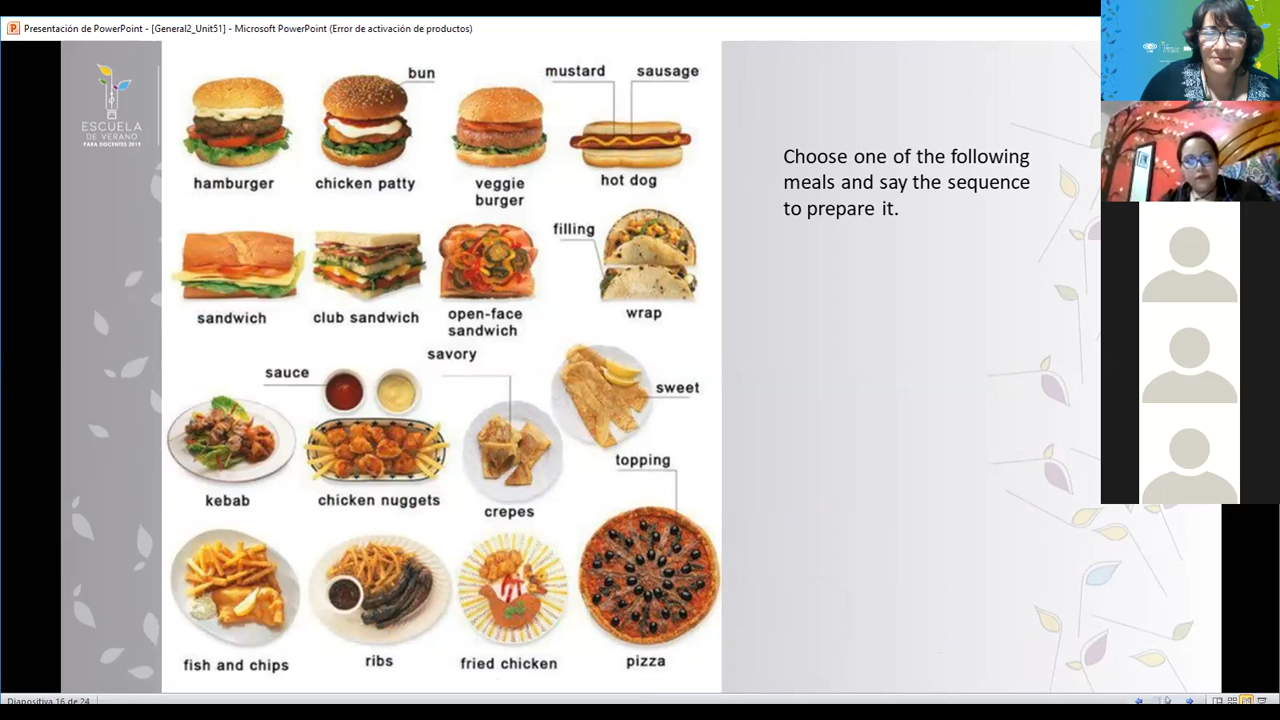 Presentación de PowerPoint - [General2_Unit51] - Microsoft PowerPoint (Error de activación de productos)
ESCUELA
DE VERANO
PARA DOCENTES 2019
bun
mustard
sausage
hamburger
chicken patty
veggie
burger
hot dog
filling
sandwich
club sandwich
open-face
sandwich
wrap
savory
sauce
sweet
topping
kebab
chicken nuggets
crepes
fish and chips
ribs
fried chicken
pizza
Choose one of the following
meals and say the sequence
to prepare it.
Diapositiva 16 de 24